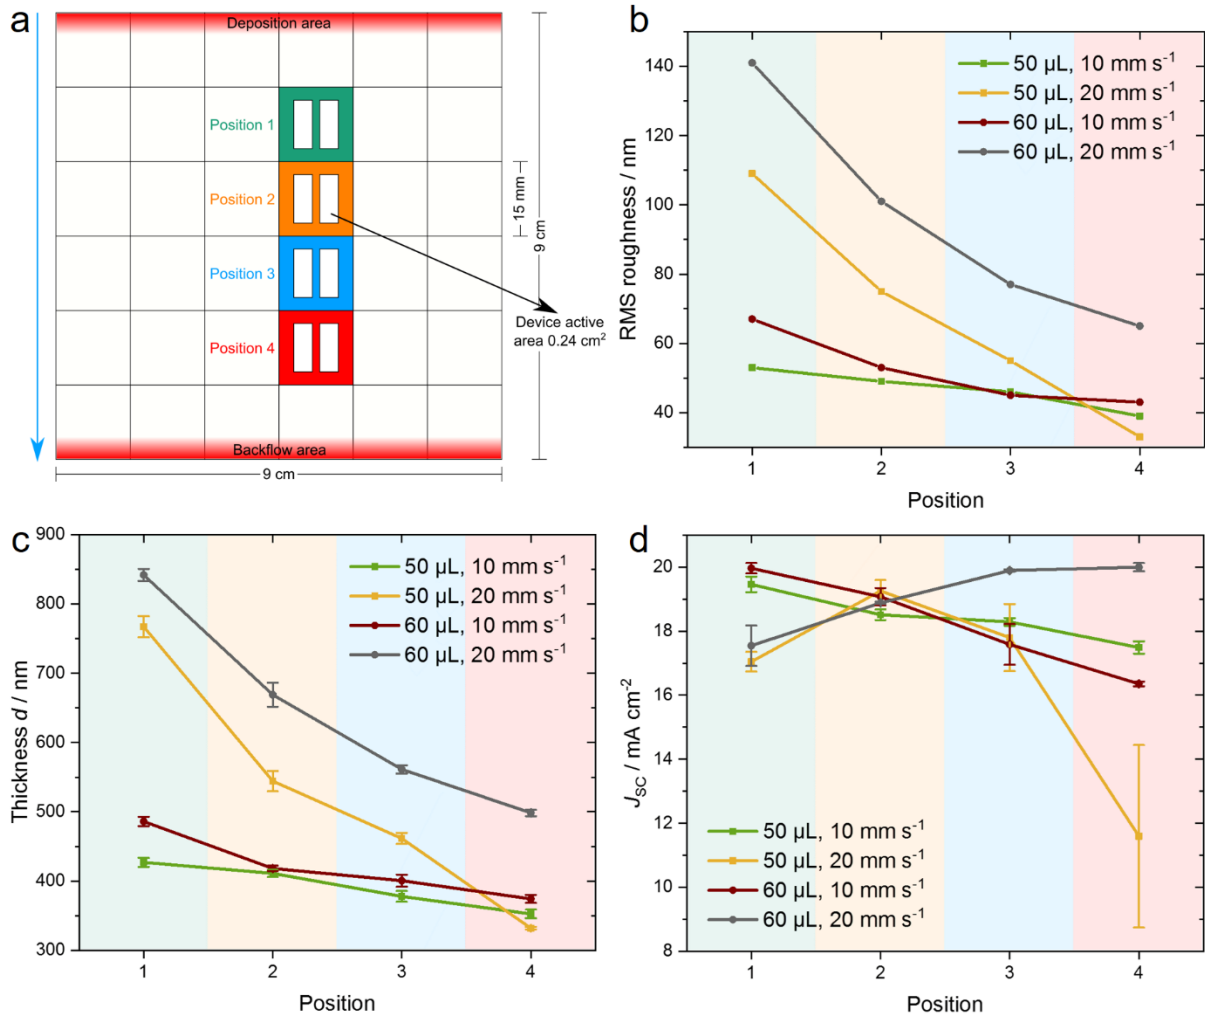 a
Deposition area
Position 1
Position 2
Position 3
Position 4
15 mm
9 cm
Device active
area 0.24 cm²
Backflow area
9 cm
b
50 µL, 10 mm s⁻¹
50 µL, 20 mm s⁻¹
60 µL, 10 mm s⁻¹
60 µL, 20 mm s⁻¹
RMS roughness / nm
140
120
100
80
60
40
1 2 3 4
Position
c
50 µL, 10 mm s⁻¹
50 µL, 20 mm s⁻¹
60 µL, 10 mm s⁻¹
60 µL, 20 mm s⁻¹
Thickness d / nm
900
800
700
600
500
400
300
1 2 3 4
Position
d
J_SC / mA cm⁻²
20
18
16
14
12
10
8
50 µL, 10 mm s⁻¹
50 µL, 20 mm s⁻¹
60 µL, 10 mm s⁻¹
60 µL, 20 mm s⁻¹
1 2 3 4
Position